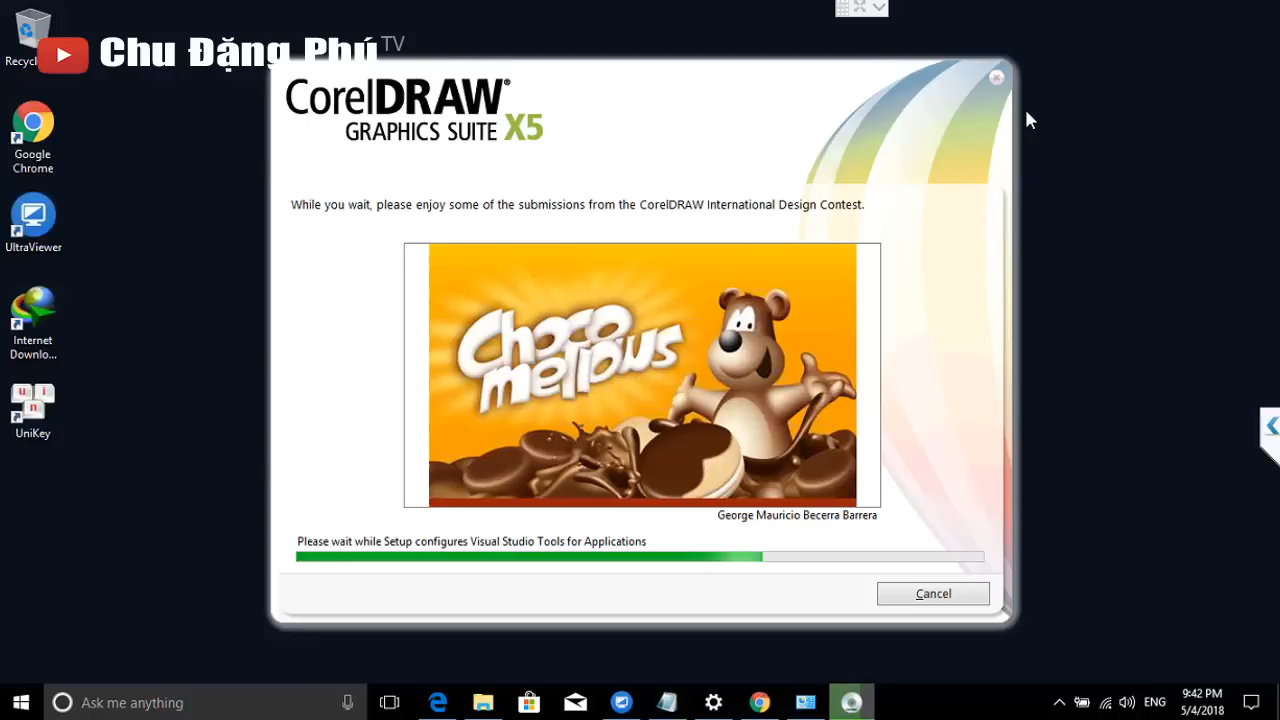 Chu Đặng Phú TV
Recycl
Google
Chrome
UltraViewer
Internet
Downlo...
u i
n
UniKey
CorelDRAW®
GRAPHICS SUITE X5
While you wait, please enjoy some of the submissions from the CorelDRAW International Design Contest.
Choco
mellows
George Mauricio Becerra Barrera
Please wait while Setup configures Visual Studio Tools for Applications
Cancel
Ask me anything
ENG
9:42 PM
5/4/2018